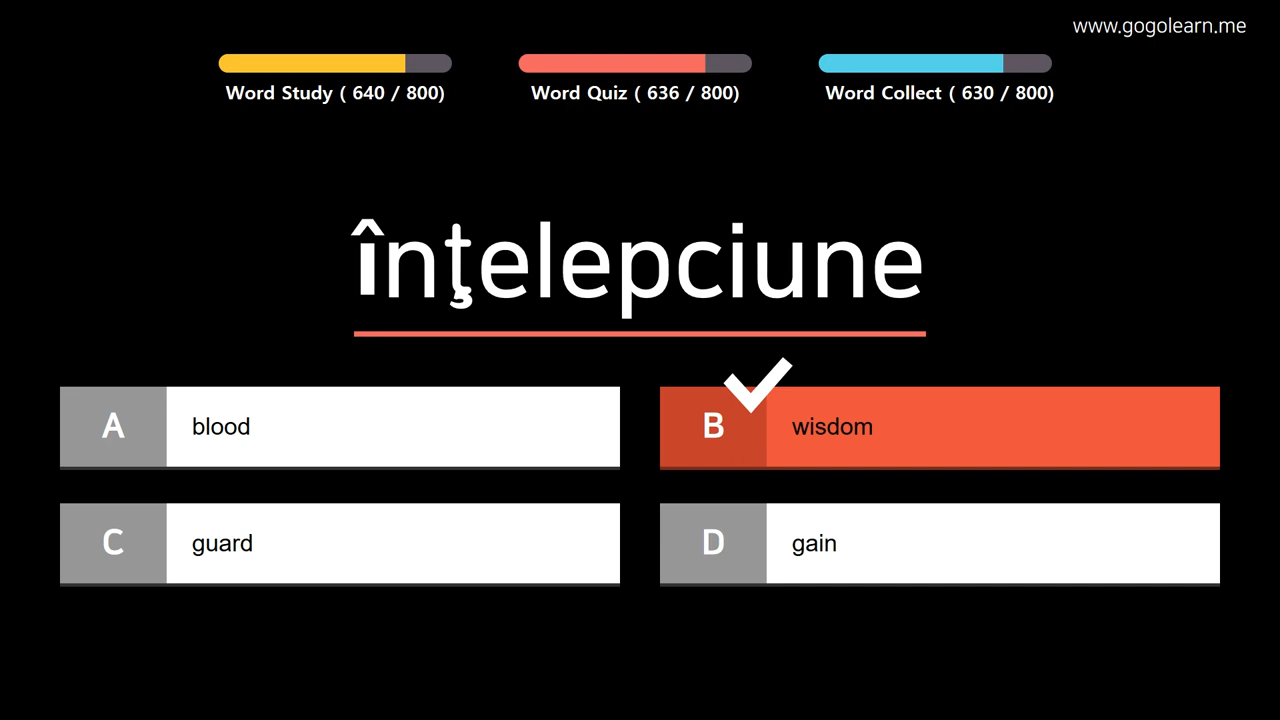 www.gogolearn.me
Word Study ( 640 / 800)
Word Quiz ( 636 / 800)
Word Collect ( 630 / 800)
înţelepciune
A blood
B wisdom
C guard
D gain